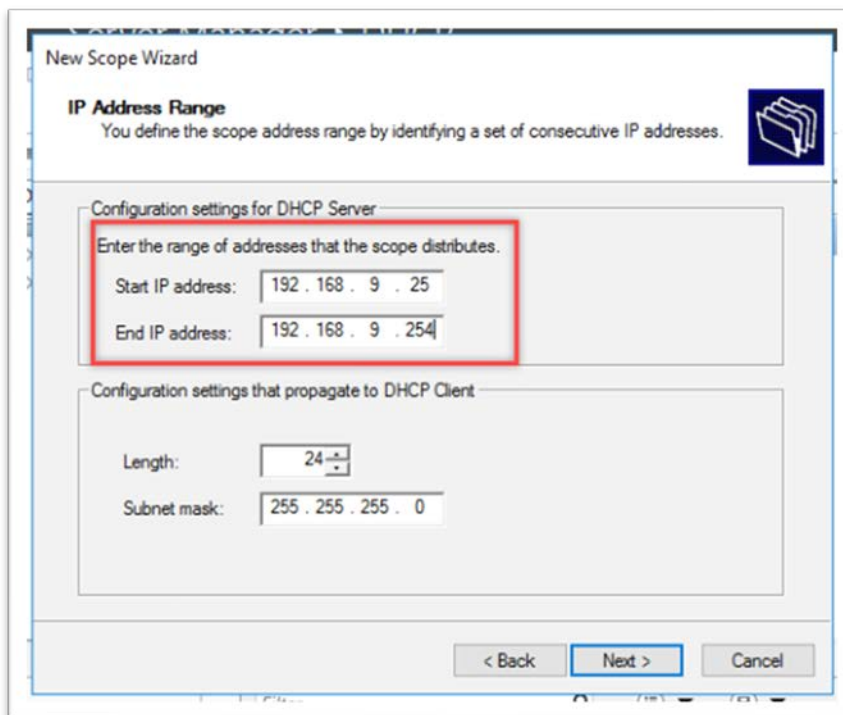 New Scope Wizard
IP Address Range
You define the scope address range by identifying a set of consecutive IP addresses.
Configuration settings for DHCP Server
Enter the range of addresses that the scope distributes.
Start IP address: 192 . 168 . 9 . 25
End IP address: 192 . 168 . 9 . 254
Configuration settings that propagate to DHCP Client
Length: 24
Subnet mask: 255 . 255 . 255 . 0
< Back Next > Cancel